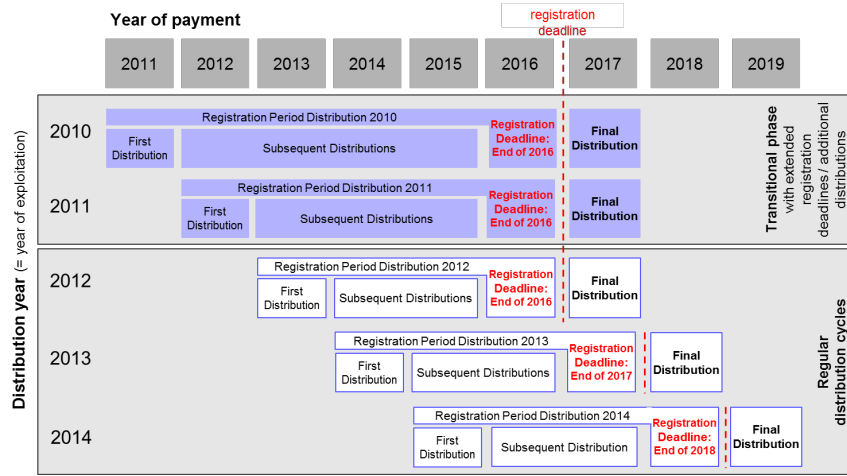 Year of payment
registration
deadline
2011 2012 2013 2014 2015 2016 2017 2018 2019
Distribution year (= year of exploitation)
2010
Registration Period Distribution 2010
First
Distribution
Subsequent Distributions
Registration
Deadline:
End of 2016
Final
Distribution
2011
Registration Period Distribution 2011
First
Distribution
Subsequent Distributions
Registration
Deadline:
End of 2016
Final
Distribution
Transitional phase
with extended
registration
deadlines / additional
distributions
2012
Registration Period Distribution 2012
First
Distribution
Subsequent Distributions
Registration
Deadline:
End of 2016
Final
Distribution
2013
Registration Period Distribution 2013
First
Distribution
Subsequent Distributions
Registration
Deadline:
End of 2017
Final
Distribution
2014
Registration Period Distribution 2014
First
Distribution
Subsequent Distribution
Registration
Deadline:
End of 2018
Final
Distribution
Regular
distribution cycles